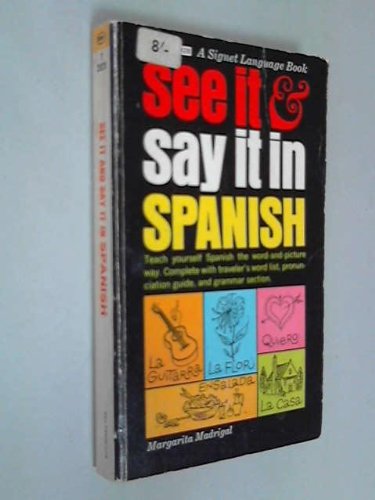 8/-
A Signet Language Book
see it &
say it in
SPANISH
Teach yourself Spanish the word-and-picture
way. Complete with traveler's word list, pronun-
ciation guide, and grammar section.
LA
GUITARRA
LA FLOR
QUIERO
ENSALADA
LA CASA
Margarita Madrigal
SEE IT AND SAY IT IN SPANISH